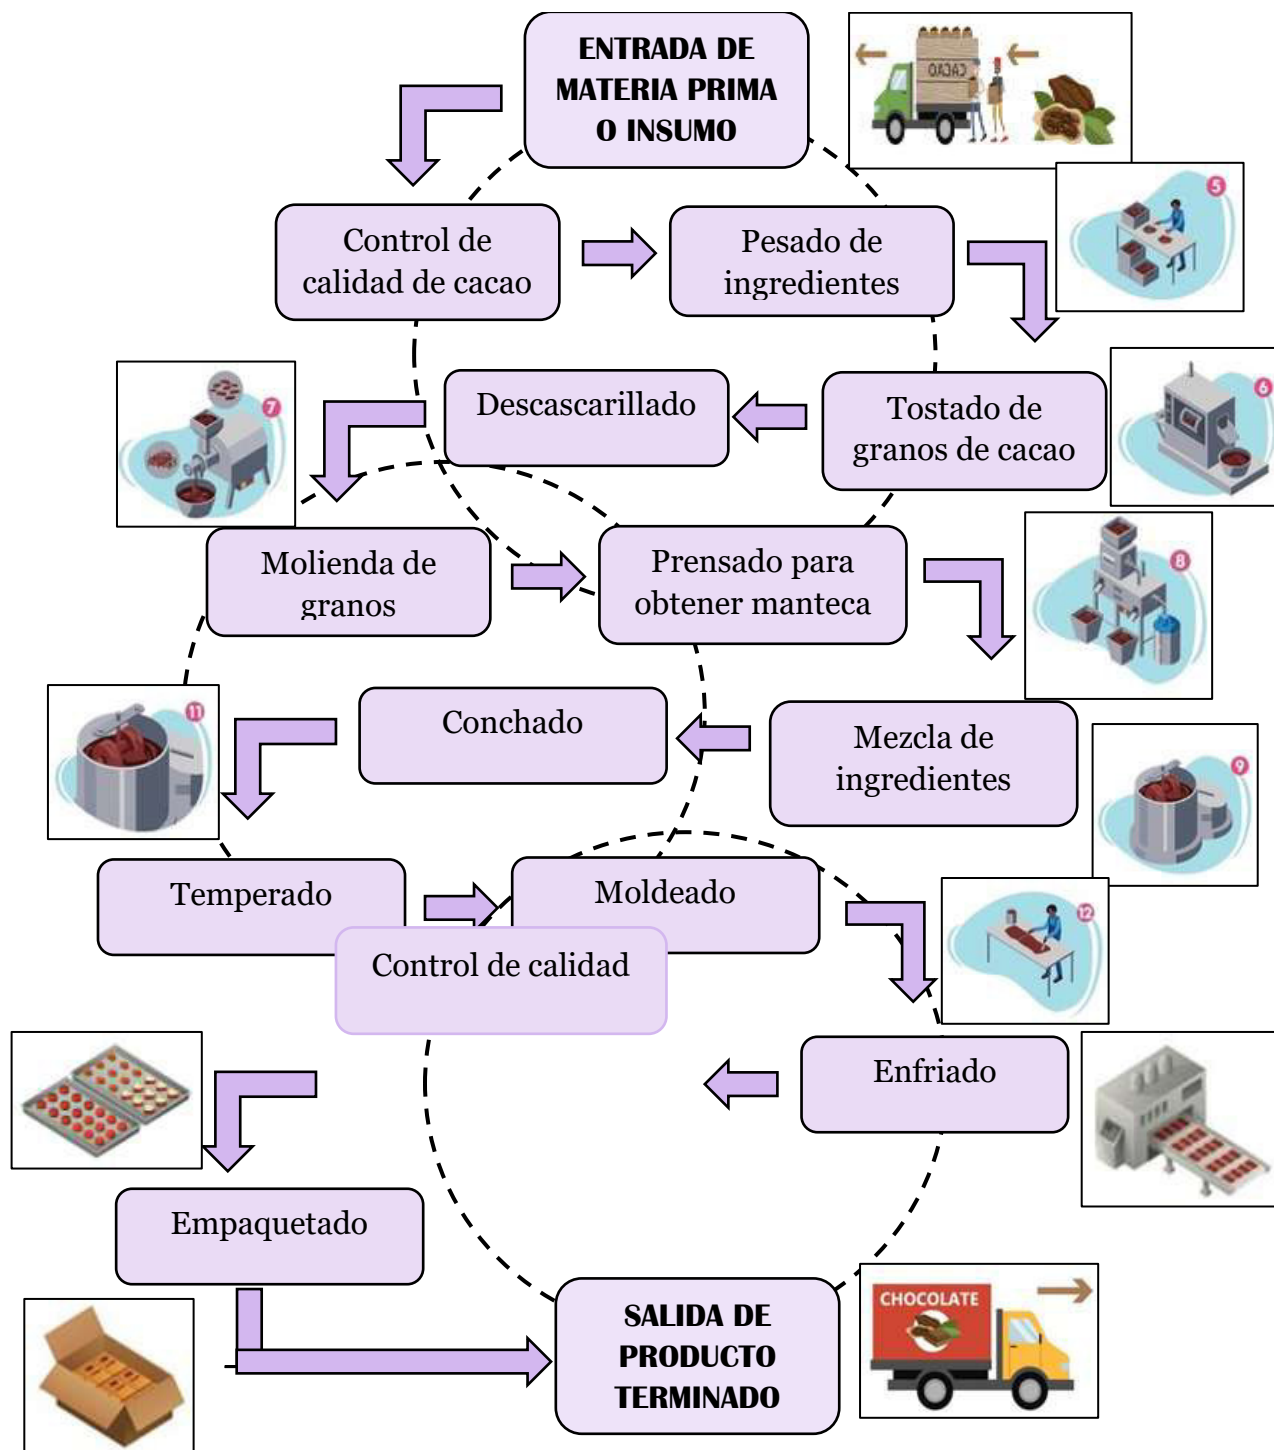 ENTRADA DE
MATERIA PRIMA
O INSUMO
CACAO
Control de
calidad de cacao
Pesado de
ingredientes
5
Descascarillado
Tostado de
granos de cacao
7
6
Molienda de
granos
Prensado para
obtener manteca
8
Conchado
Mezcla de
ingredientes
11
9
Temperado
Moldeado
12
Control de calidad
Enfriado
Empaquetado
SALIDA DE
PRODUCTO
TERMINADO
CHOCOLATE